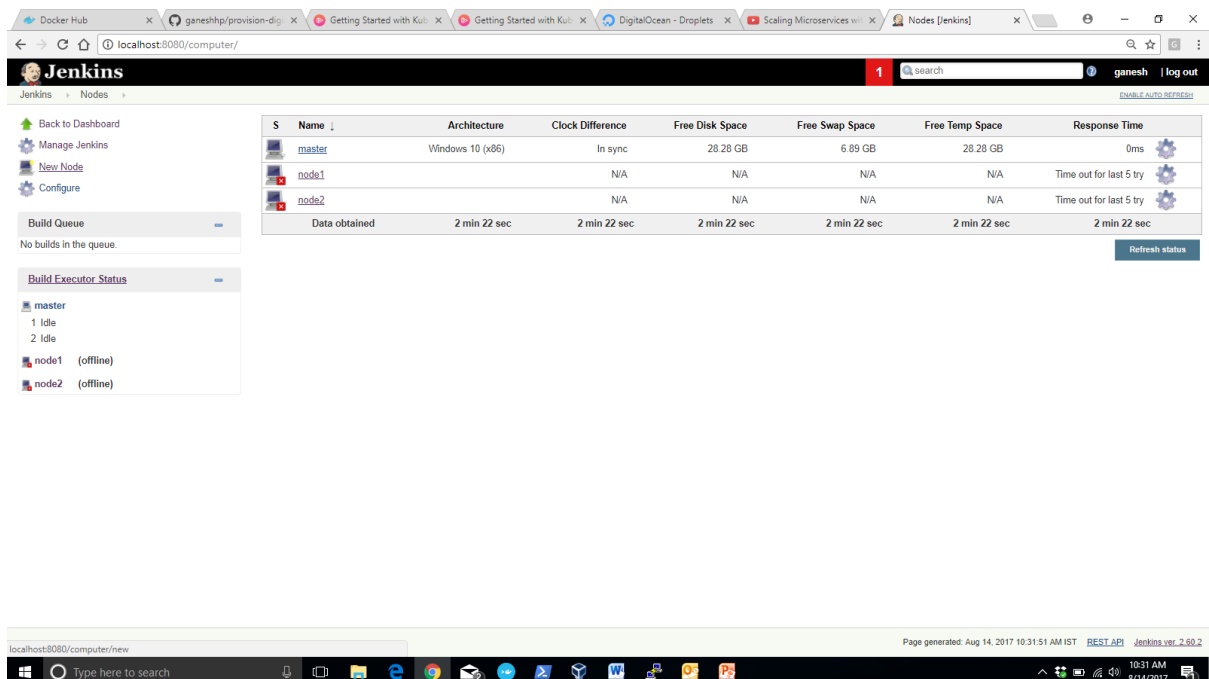 Docker Hub
ganeshhp/provision-digi
Getting Started with Kub
Getting Started with Kub
DigitalOcean - Droplets
Scaling Microservices wit
Nodes [Jenkins]
localhost:8080/computer/
Jenkins
1
search
ganesh | log out
Jenkins Nodes
ENABLE AUTO REFRESH
Back to Dashboard
Manage Jenkins
New Node
Configure
Build Queue
No builds in the queue.
Build Executor Status
master
1 Idle
2 Idle
node1 (offline)
node2 (offline)
S Name ↓ Architecture Clock Difference Free Disk Space Free Swap Space Free Temp Space Response Time
master Windows 10 (x86) In sync 28.28 GB 6.89 GB 28.28 GB 0ms
node1 N/A N/A N/A N/A Time out for last 5 try
node2 N/A N/A N/A N/A Time out for last 5 try
Data obtained 2 min 22 sec 2 min 22 sec 2 min 22 sec 2 min 22 sec 2 min 22 sec 2 min 22 sec
Refresh status
Page generated: Aug 14, 2017 10:31:51 AM IST REST API Jenkins ver. 2.60.2
localhost:8080/computer/new
Type here to search
10:31 AM
8/14/2017